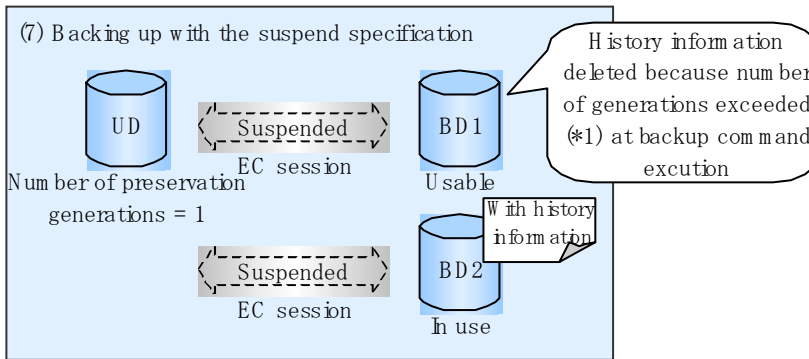 (7) Backing up with the suspend specification
History information
deleted because number
of generations exceeded
(*1) at backup command
excution
UD
Suspended
BD1
EC session
Number of preservation
generations = 1
Usable
With history
information
Suspended
BD2
EC session
In use